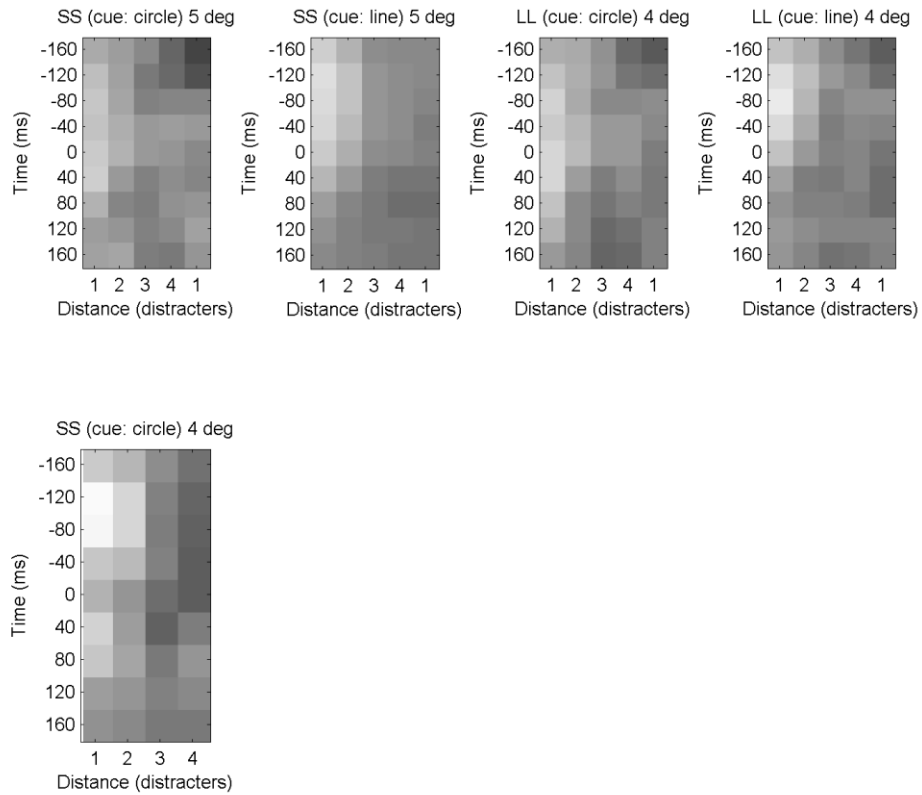 SS (cue: circle) 5 deg
Time (ms)
-160
-120
-80
-40
0
40
80
120
160
1 2 3 4 1
Distance (distracters)
SS (cue: line) 5 deg
Time (ms)
-160
-120
-80
-40
0
40
80
120
160
1 2 3 4 1
Distance (distracters)
LL (cue: circle) 4 deg
Time (ms)
-160
-120
-80
-40
0
40
80
120
160
1 2 3 4 1
Distance (distracters)
LL (cue: line) 4 deg
Time (ms)
-160
-120
-80
-40
0
40
80
120
160
1 2 3 4 1
Distance (distracters)
SS (cue: circle) 4 deg
Time (ms)
-160
-120
-80
-40
0
40
80
120
160
1 2 3 4
Distance (distracters)